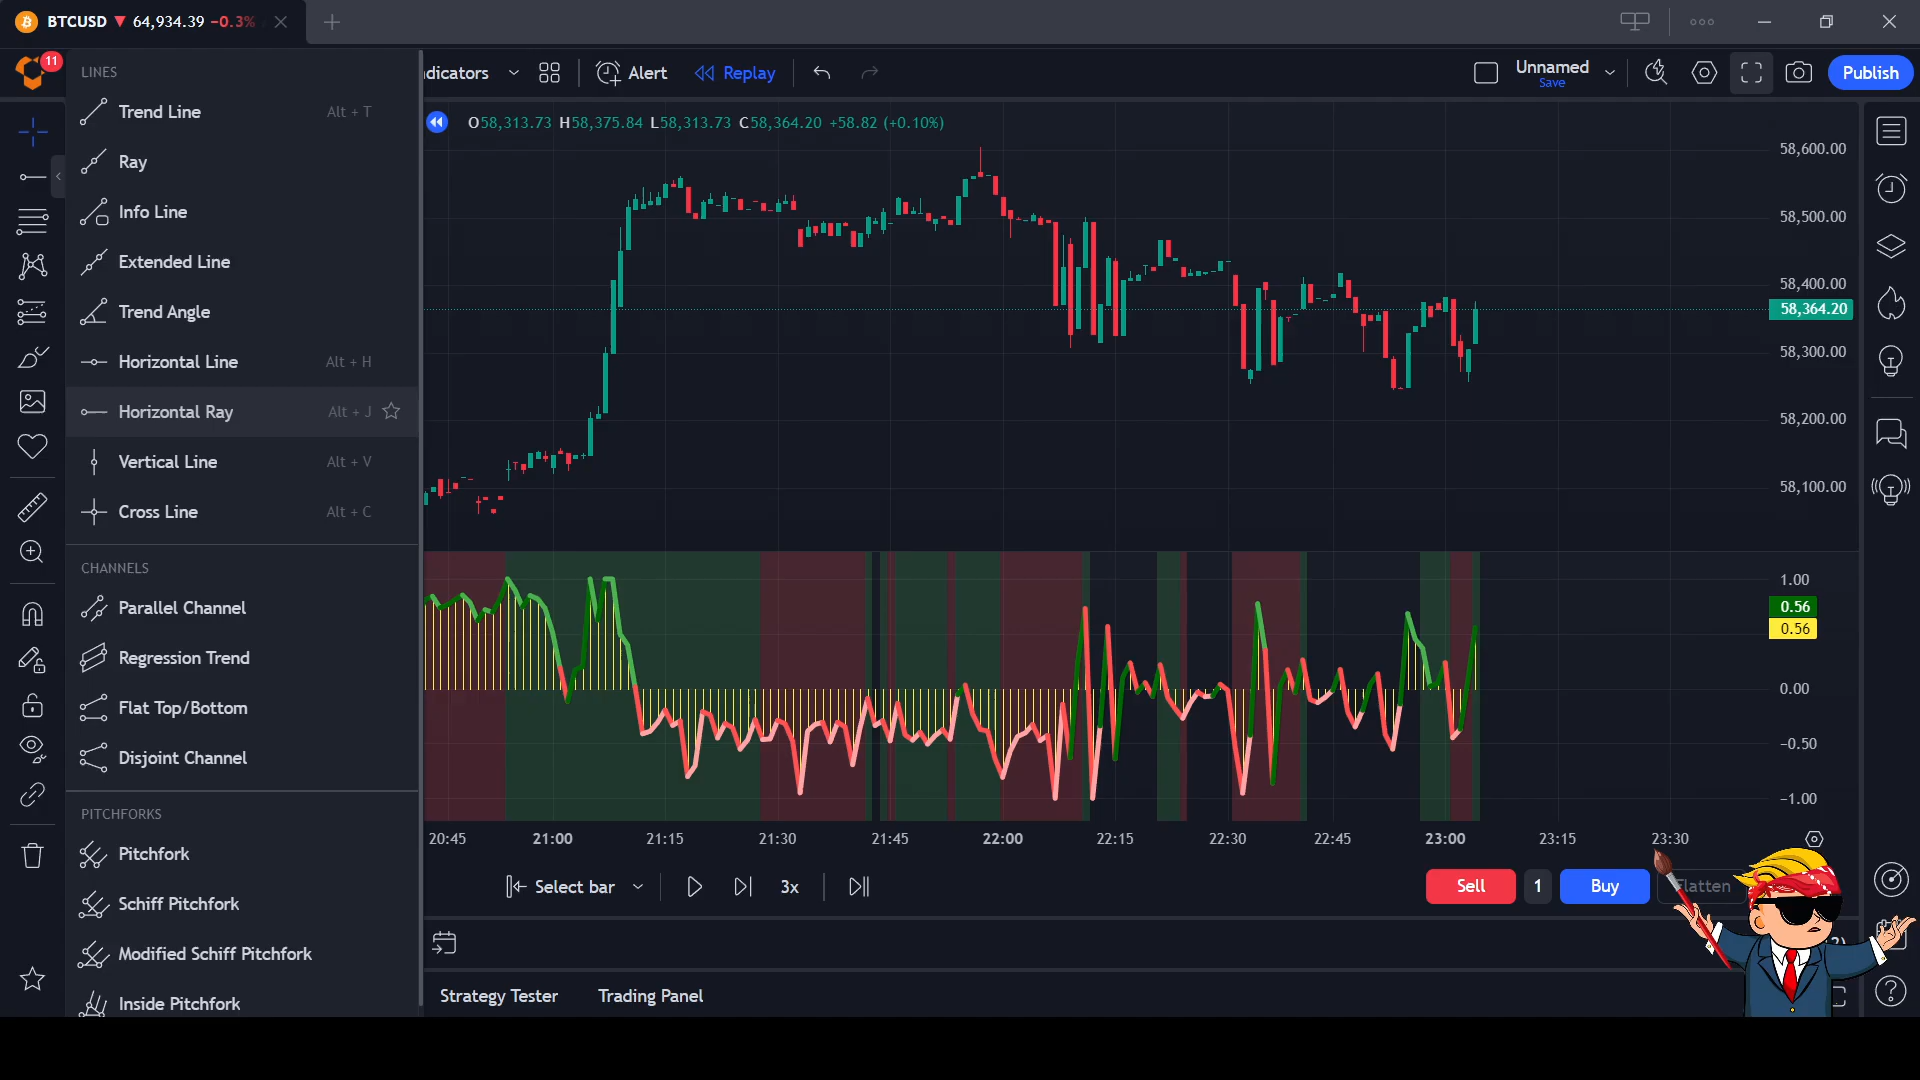 BTCUSD ▼ 64,934.39 −0.3%
11
LINES
Trend Line Alt + T
Ray
Info Line
Extended Line
Trend Angle
Horizontal Line Alt + H
Horizontal Ray Alt + J
Vertical Line Alt + V
Cross Line Alt + C
CHANNELS
Parallel Channel
Regression Trend
Flat Top/Bottom
Disjoint Channel
PITCHFORKS
Pitchfork
Schiff Pitchfork
Modified Schiff Pitchfork
Inside Pitchfork
dicators
Alert
Replay
Unnamed
Save
Publish
O58,313.73 H58,375.84 L58,313.73 C58,364.20 +58.82 (+0.10%)
58,600.00
58,500.00
58,400.00
58,364.20
58,300.00
58,200.00
58,100.00
1.00
0.56
0.56
0.00
−0.50
−1.00
20:45 21:00 21:15 21:30 21:45 22:00 22:15 22:30 22:45 23:00 23:15 23:30
Select bar 3x
Sell 1 Buy Flatten
Strategy Tester Trading Panel